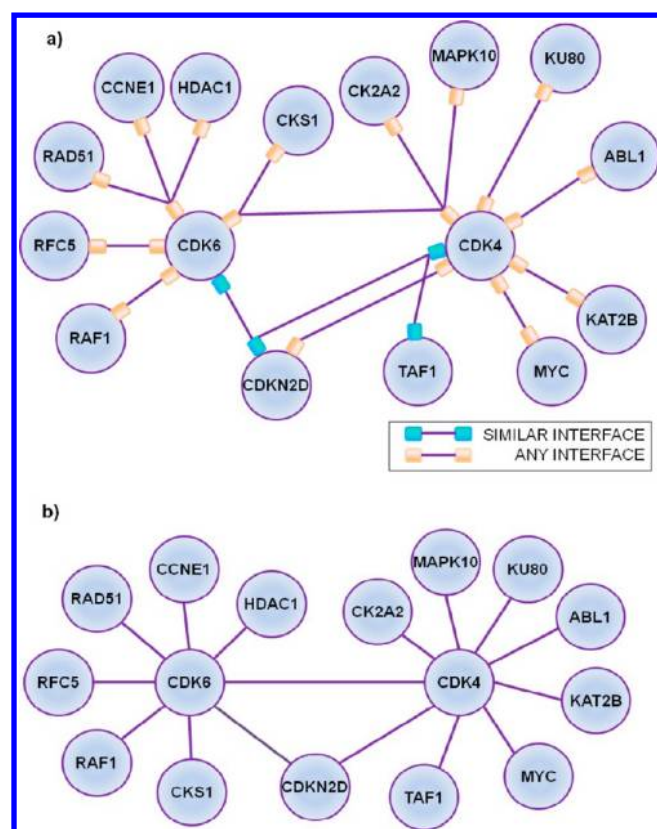 a)
MAPK10
KU80
CCNE1
HDAC1
CK2A2
CKS1
RAD51
ABL1
RFC5
CDK6
CDK4
KAT2B
RAF1
CDKN2D
TAF1
MYC
SIMILAR INTERFACE
ANY INTERFACE
b)
MAPK10
CCNE1
KU80
RAD51
HDAC1
CK2A2
ABL1
RFC5
CDK6
CDK4
KAT2B
RAF1
CKS1
CDKN2D
TAF1
MYC